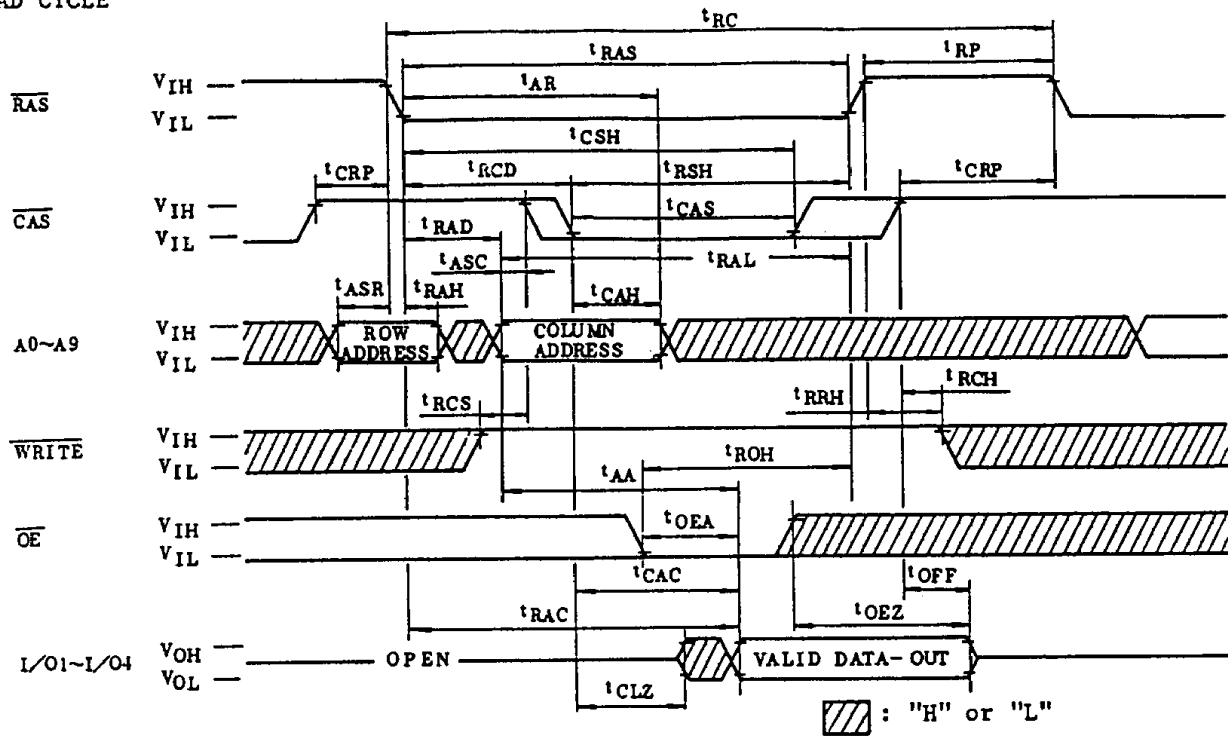 AD CYCLE
tRC
tRAS
tRP
tAR
RAS
VIH
VIL
tCSH
tCRP
tRCD
tRSH
tCRP
CAS
VIH
VIL
tCAS
tRAD
tASC
tRAL
tASR
tRAH
tCAH
A0~A9
VIH
VIL
ROW
ADDRESS
COLUMN
ADDRESS
tRCS
tRRH
tRCH
WRITE
VIH
VIL
tROH
tAA
OE
VIH
VIL
tOEA
tCAC
tOFF
tRAC
tOEZ
I/O1~I/O4
VOH
VOL
OPEN
VALID DATA-OUT
tCLZ
: "H" or "L"